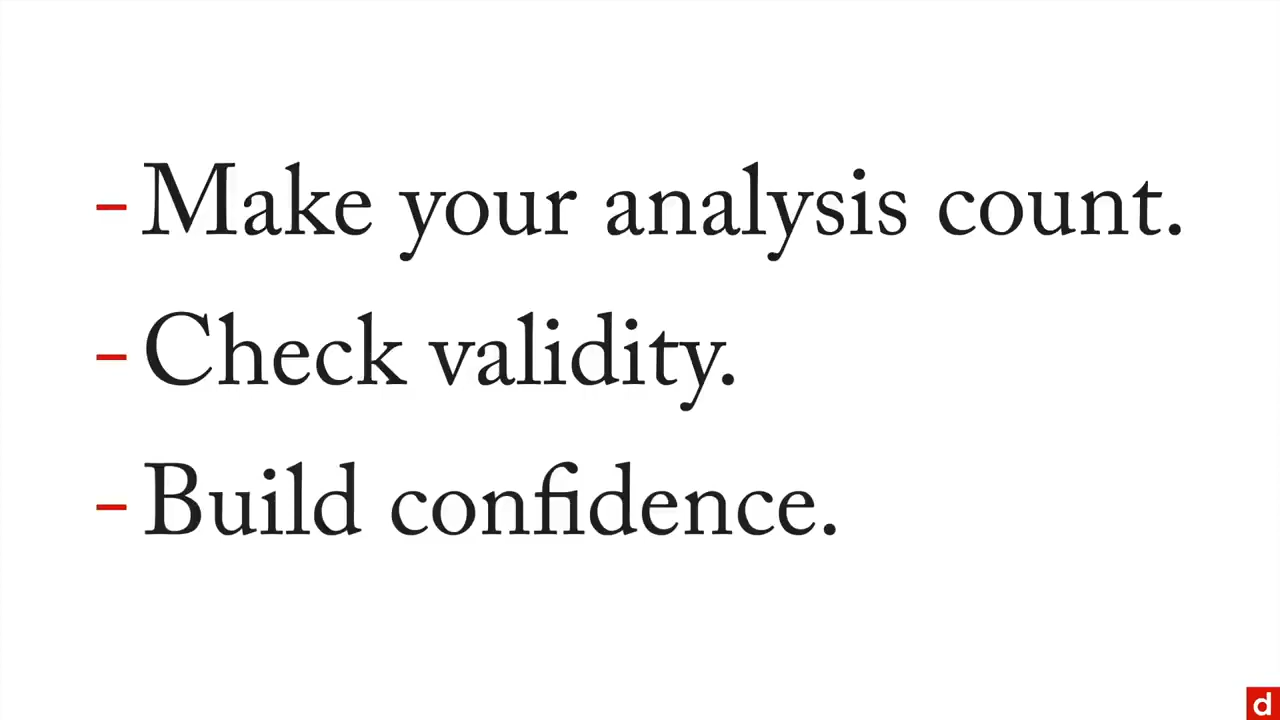 - Make your analysis count.
- Check validity.
- Build confidence.
d